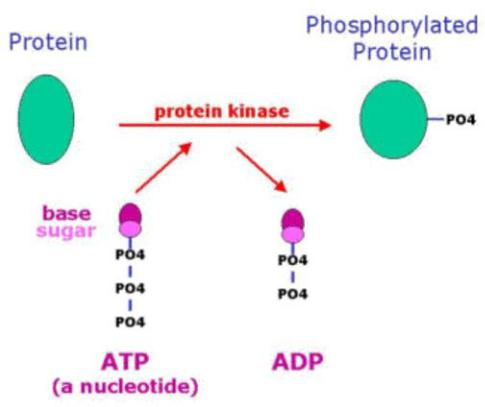 Protein
Phosphorylated
Protein
protein kinase
PO4
base
sugar
PO4
PO4
PO4
PO4
PO4
ATP
(a nucleotide)
ADP